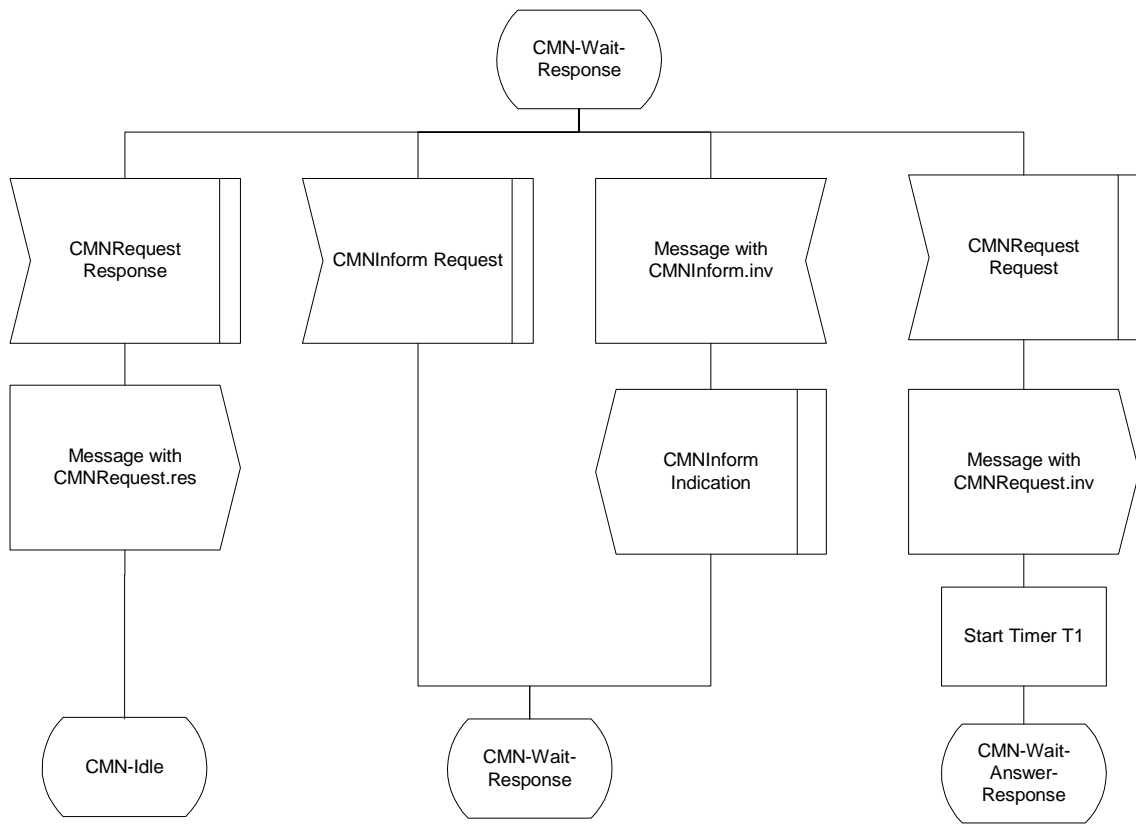 CMN-Wait-
Response
CMNRequest
Response
CMNInform Request
Message with
CMNInform.inv
CMNRequest
Request
Message with
CMNRequest.res
CMNInform
Indication
Message with
CMNRequest.inv
Start Timer T1
CMN-Idle
CMN-Wait-
Response
CMN-Wait-
Answer-
Response